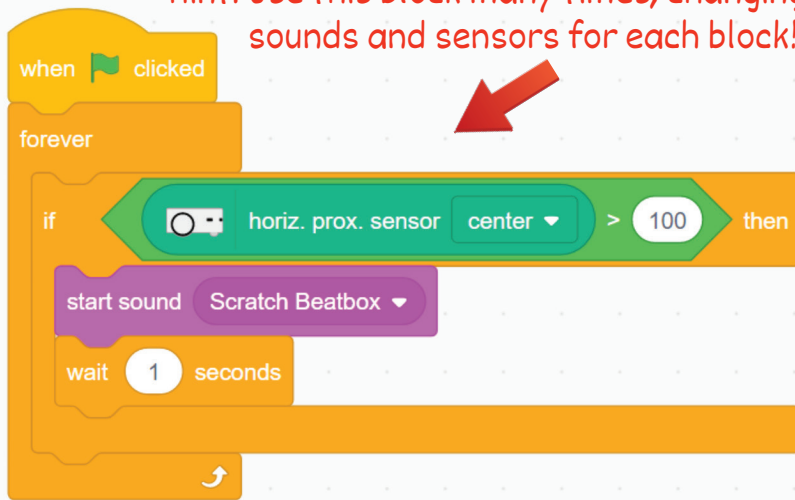 sounds and sensors for each block!
when clicked
forever
if horiz. prox. sensor center > 100 then
start sound Scratch Beatbox
wait 1 seconds